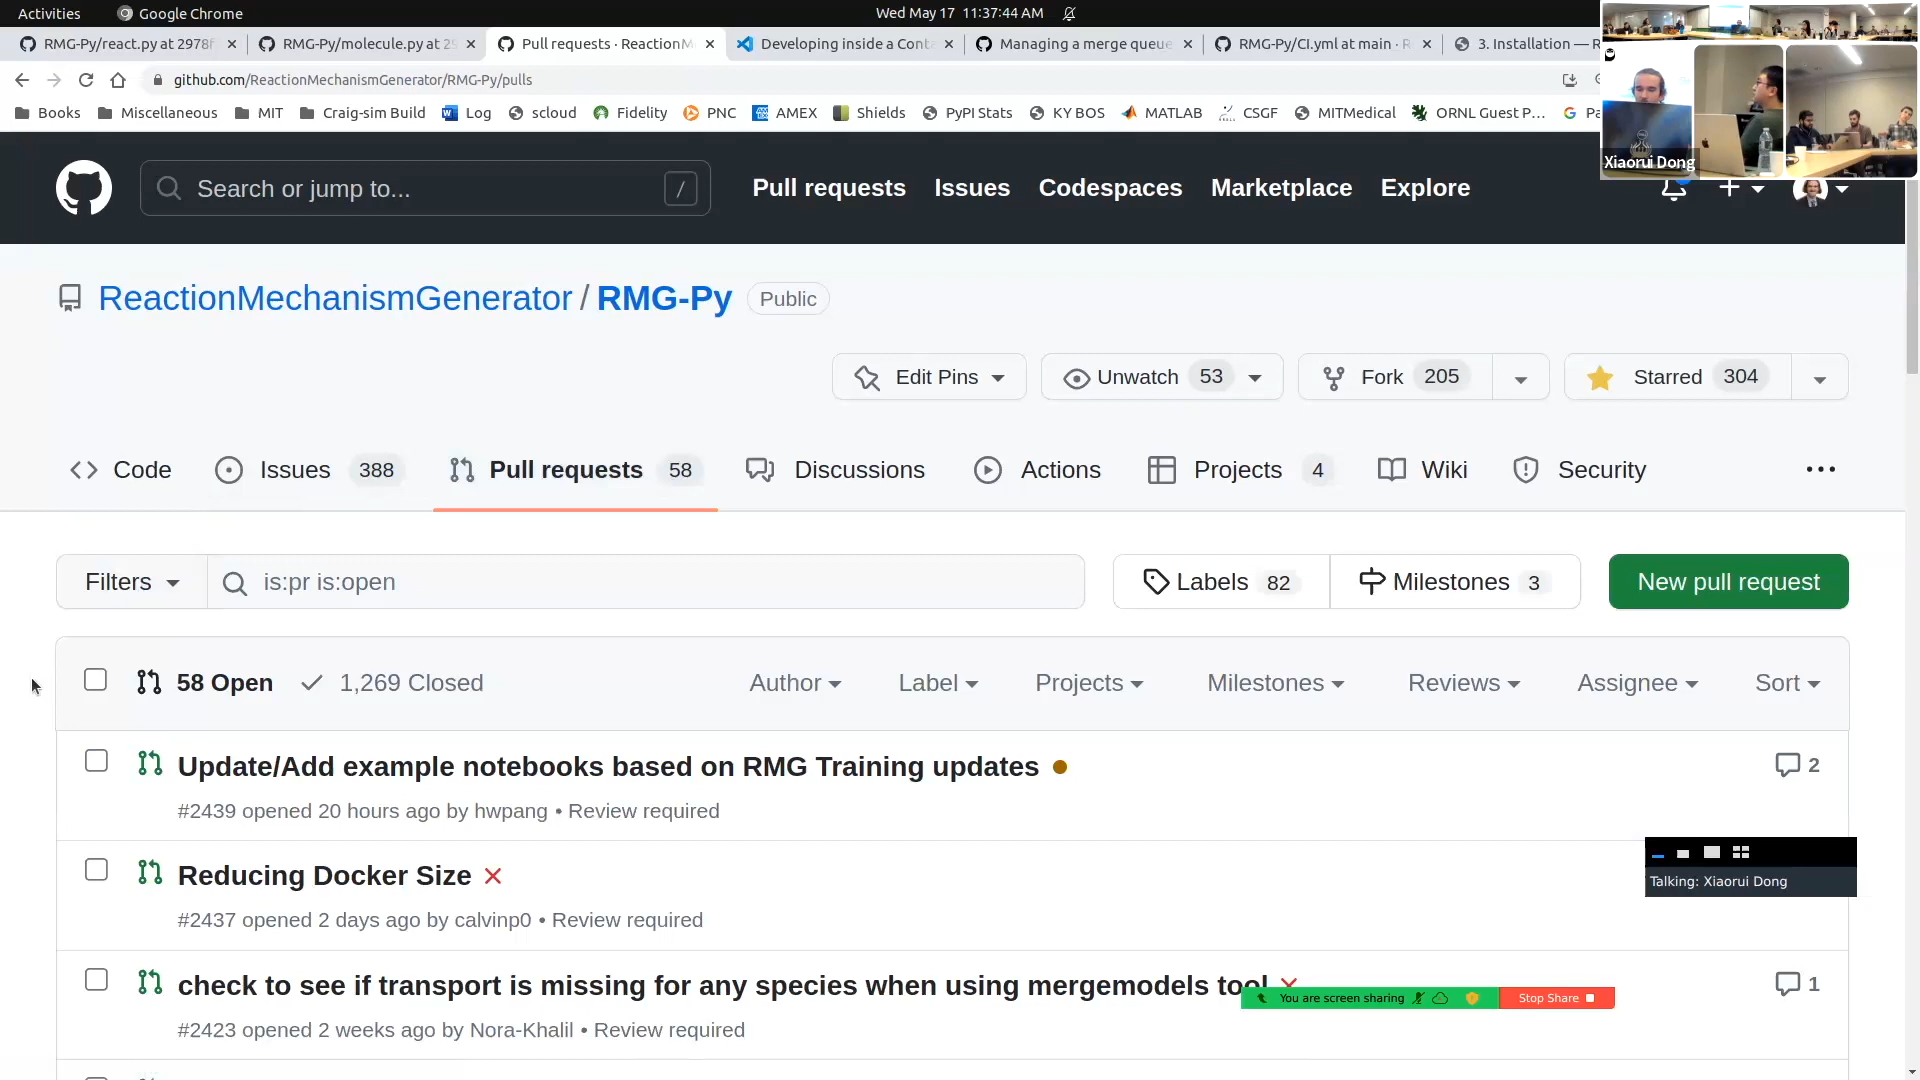 Activities Google Chrome Wed May 17 11:37:44 AM
RMG-Py/react.py at 2978f RMG-Py/molecule.py at 29 Pull requests · ReactionM Developing inside a Cont Managing a merge queue RMG-Py/CI.yml at main · R 3. Installation — R
github.com/ReactionMechanismGenerator/RMG-Py/pulls
Books Miscellaneous MIT Craig-sim Build Log scloud Fidelity PNC AMEX Shields PyPI Stats KY BOS MATLAB CSGF MITMedical ORNL Guest P... Pa
Xiaorui Dong
Search or jump to... / Pull requests Issues Codespaces Marketplace Explore
ReactionMechanismGenerator / RMG-Py Public
Edit Pins Unwatch 53 Fork 205 Starred 304
Code Issues 388 Pull requests 58 Discussions Actions Projects 4 Wiki Security
Filters is:pr is:open Labels 82 Milestones 3 New pull request
58 Open 1,269 Closed Author Label Projects Milestones Reviews Assignee Sort
Update/Add example notebooks based on RMG Training updates 2
#2439 opened 20 hours ago by hwpang • Review required
Reducing Docker Size
#2437 opened 2 days ago by calvinp0 • Review required
Talking: Xiaorui Dong
check to see if transport is missing for any species when using mergemodels tool 1
You are screen sharing Stop Share
#2423 opened 2 weeks ago by Nora-Khalil • Review required